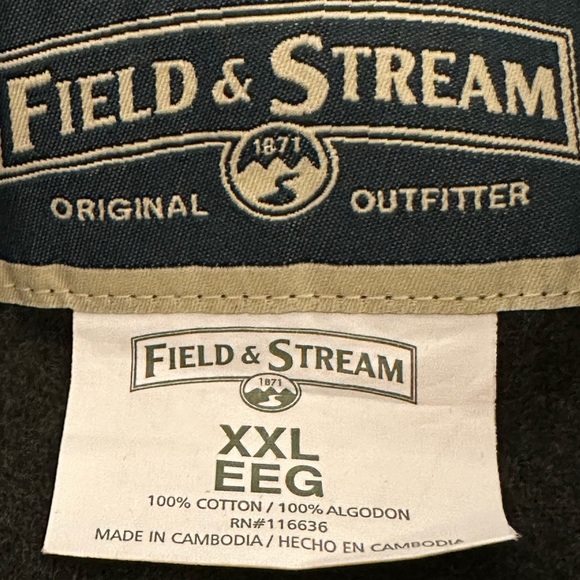 FIELD & STREAM
1871
ORIGINAL OUTFITTER
FIELD & STREAM
1871
XXL
EEG
100% COTTON / 100% ALGODON
RN#116636
MADE IN CAMBODIA / HECHO EN CAMBODIA